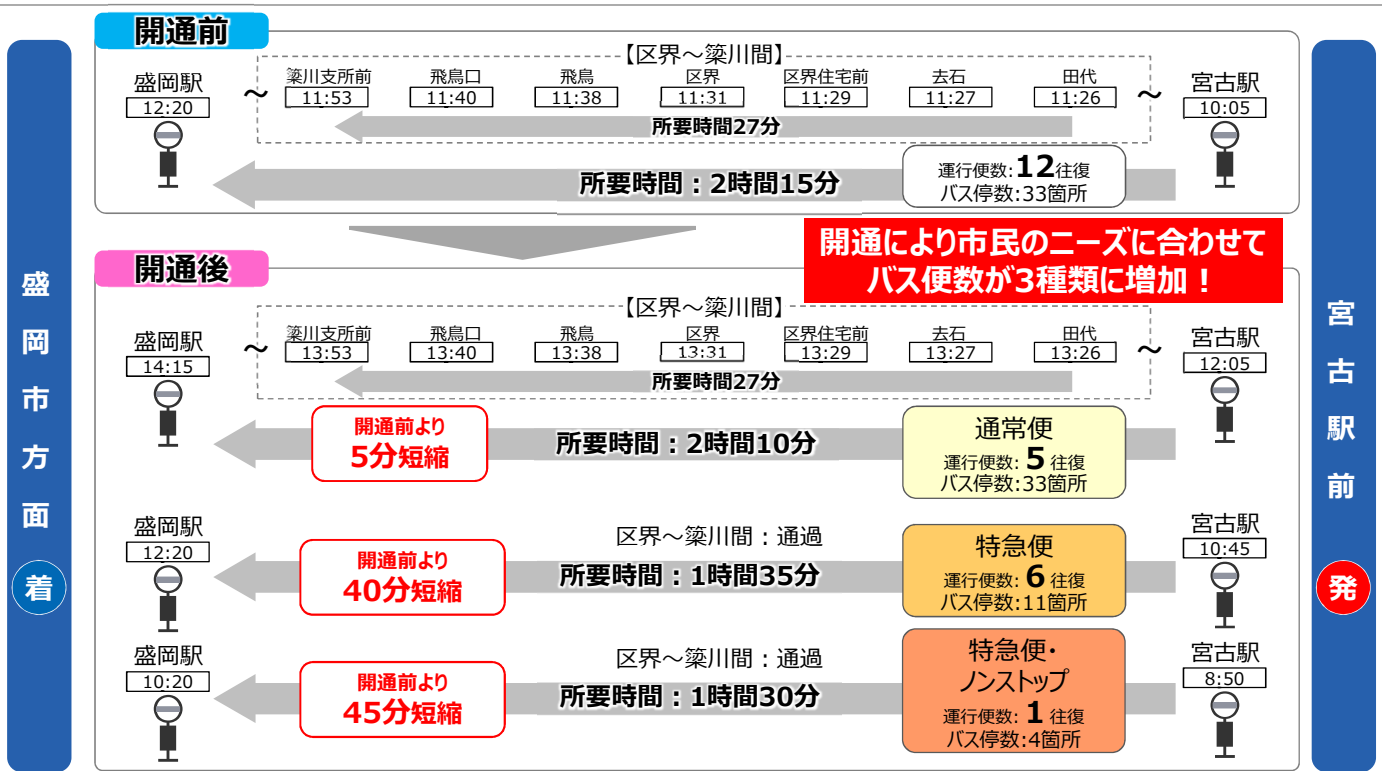 開通前
【区界~簗川間】
盛岡駅
12:20
~
簗川支所前
11:53
飛鳥口
11:40
飛鳥
11:38
区界
11:31
区界住宅前
11:29
去石
11:27
田代
11:26
~
宮古駅
10:05
所要時間27分
所要時間:2時間15分
運行便数:12往復
バス停数:33箇所
開通により市民のニーズに合わせて
バス便数が3種類に増加!
開通後
【区界~簗川間】
盛岡駅
14:15
~
簗川支所前
13:53
飛鳥口
13:40
飛鳥
13:38
区界
13:31
区界住宅前
13:29
去石
13:27
田代
13:26
~
宮古駅
12:05
所要時間27分
開通前より
5分短縮
所要時間:2時間10分
通常便
運行便数: 5 往復
バス停数:33箇所
盛岡駅
12:20
開通前より
40分短縮
区界~簗川間:通過
所要時間:1時間35分
特急便
運行便数: 6 往復
バス停数:11箇所
宮古駅
10:45
盛岡駅
10:20
開通前より
45分短縮
区界~簗川間:通過
所要時間:1時間30分
特急便・
ノンストップ
運行便数: 1 往復
バス停数:4箇所
宮古駅
8:50
盛岡市方面
着
宮古駅前
発